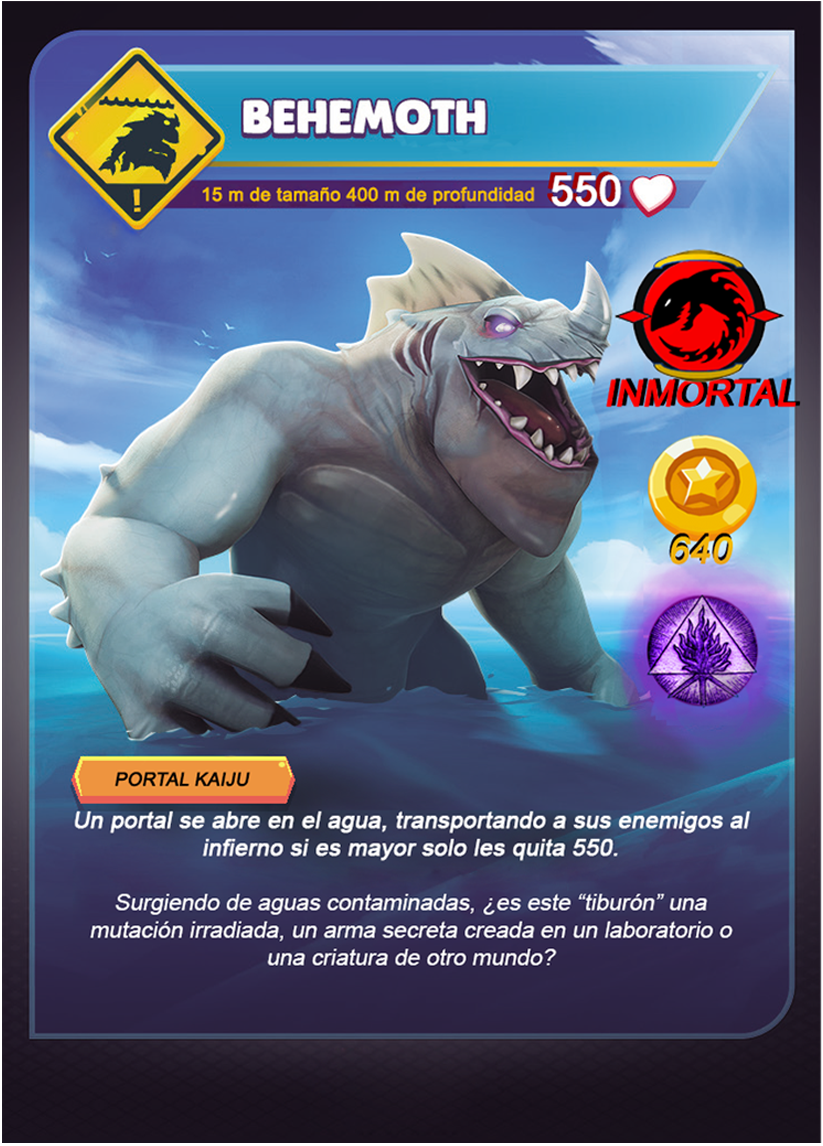 BEHEMOTH
15 m de tamaño 400 m de profundidad 550
INMORTAL
640
PORTAL KAIJU
Un portal se abre en el agua, transportando a sus enemigos al
infierno si es mayor solo les quita 550.
Surgiendo de aguas contaminadas, ¿es este “tiburón” una
mutación irradiada, un arma secreta creada en un laboratorio o
una criatura de otro mundo?